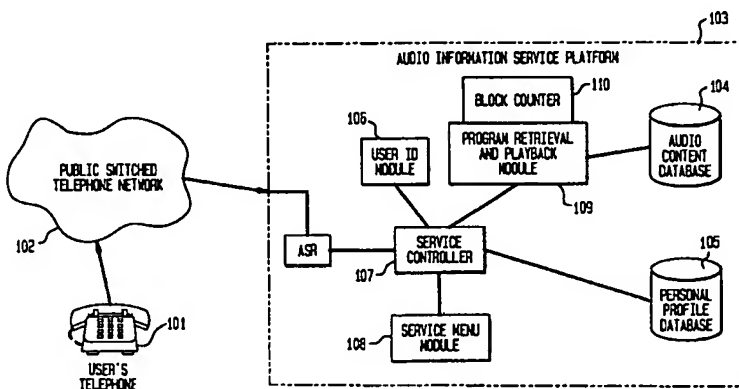 103
AUDIO INFORMATION SERVICE PLATFORM
110
BLOCK COUNTER
104
106
USER ID
MODULE
PROGRAM RETRIEVAL
AND PLAYBACK
MODULE
AUDIO
CONTENT
DATABASE
PUBLIC SWITCHED
TELEPHONE NETWORK
109
102
ASR
SERVICE
CONTROLLER
107
105
101
PERSONAL
PROFILE
DATABASE
SERVICE MENU
MODULE
108
USER'S
TELEPHONE